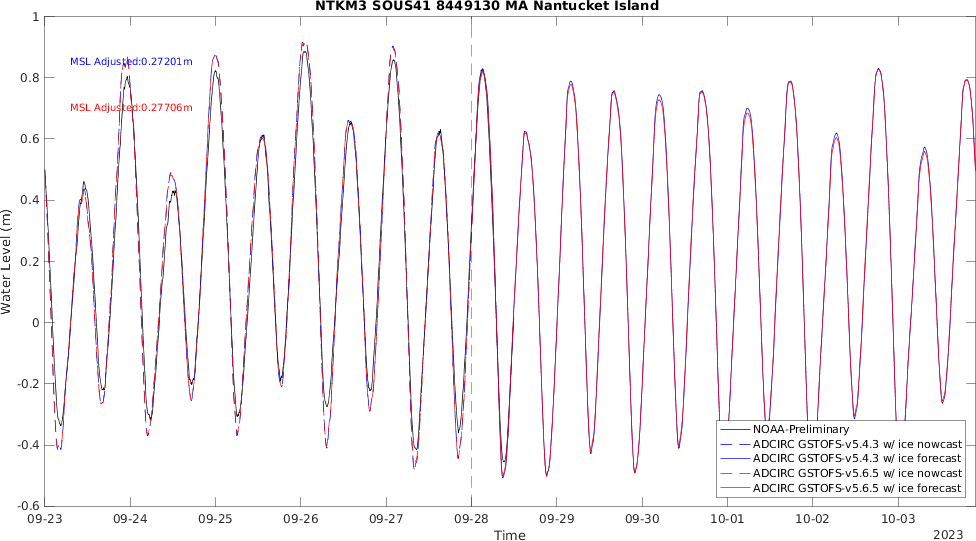 NTKM3 SOUS41 8449130 MA Nantucket Island
1
0.8
0.6
0.4
0.2
0
-0.2
-0.4
-0.6
Water Level (m)
MSL Adjusted:0.27201m
MSL Adjusted:0.27706m
NOAA-Preliminary
ADCIRC GSTOFS-v5.4.3 w/ ice nowcast
ADCIRC GSTOFS-v5.4.3 w/ ice forecast
ADCIRC GSTOFS-v5.6.5 w/ ice nowcast
ADCIRC GSTOFS-v5.6.5 w/ ice forecast
09-23 09-24 09-25 09-26 09-27 09-28 09-29 09-30 10-01 10-02 10-03
Time
2023